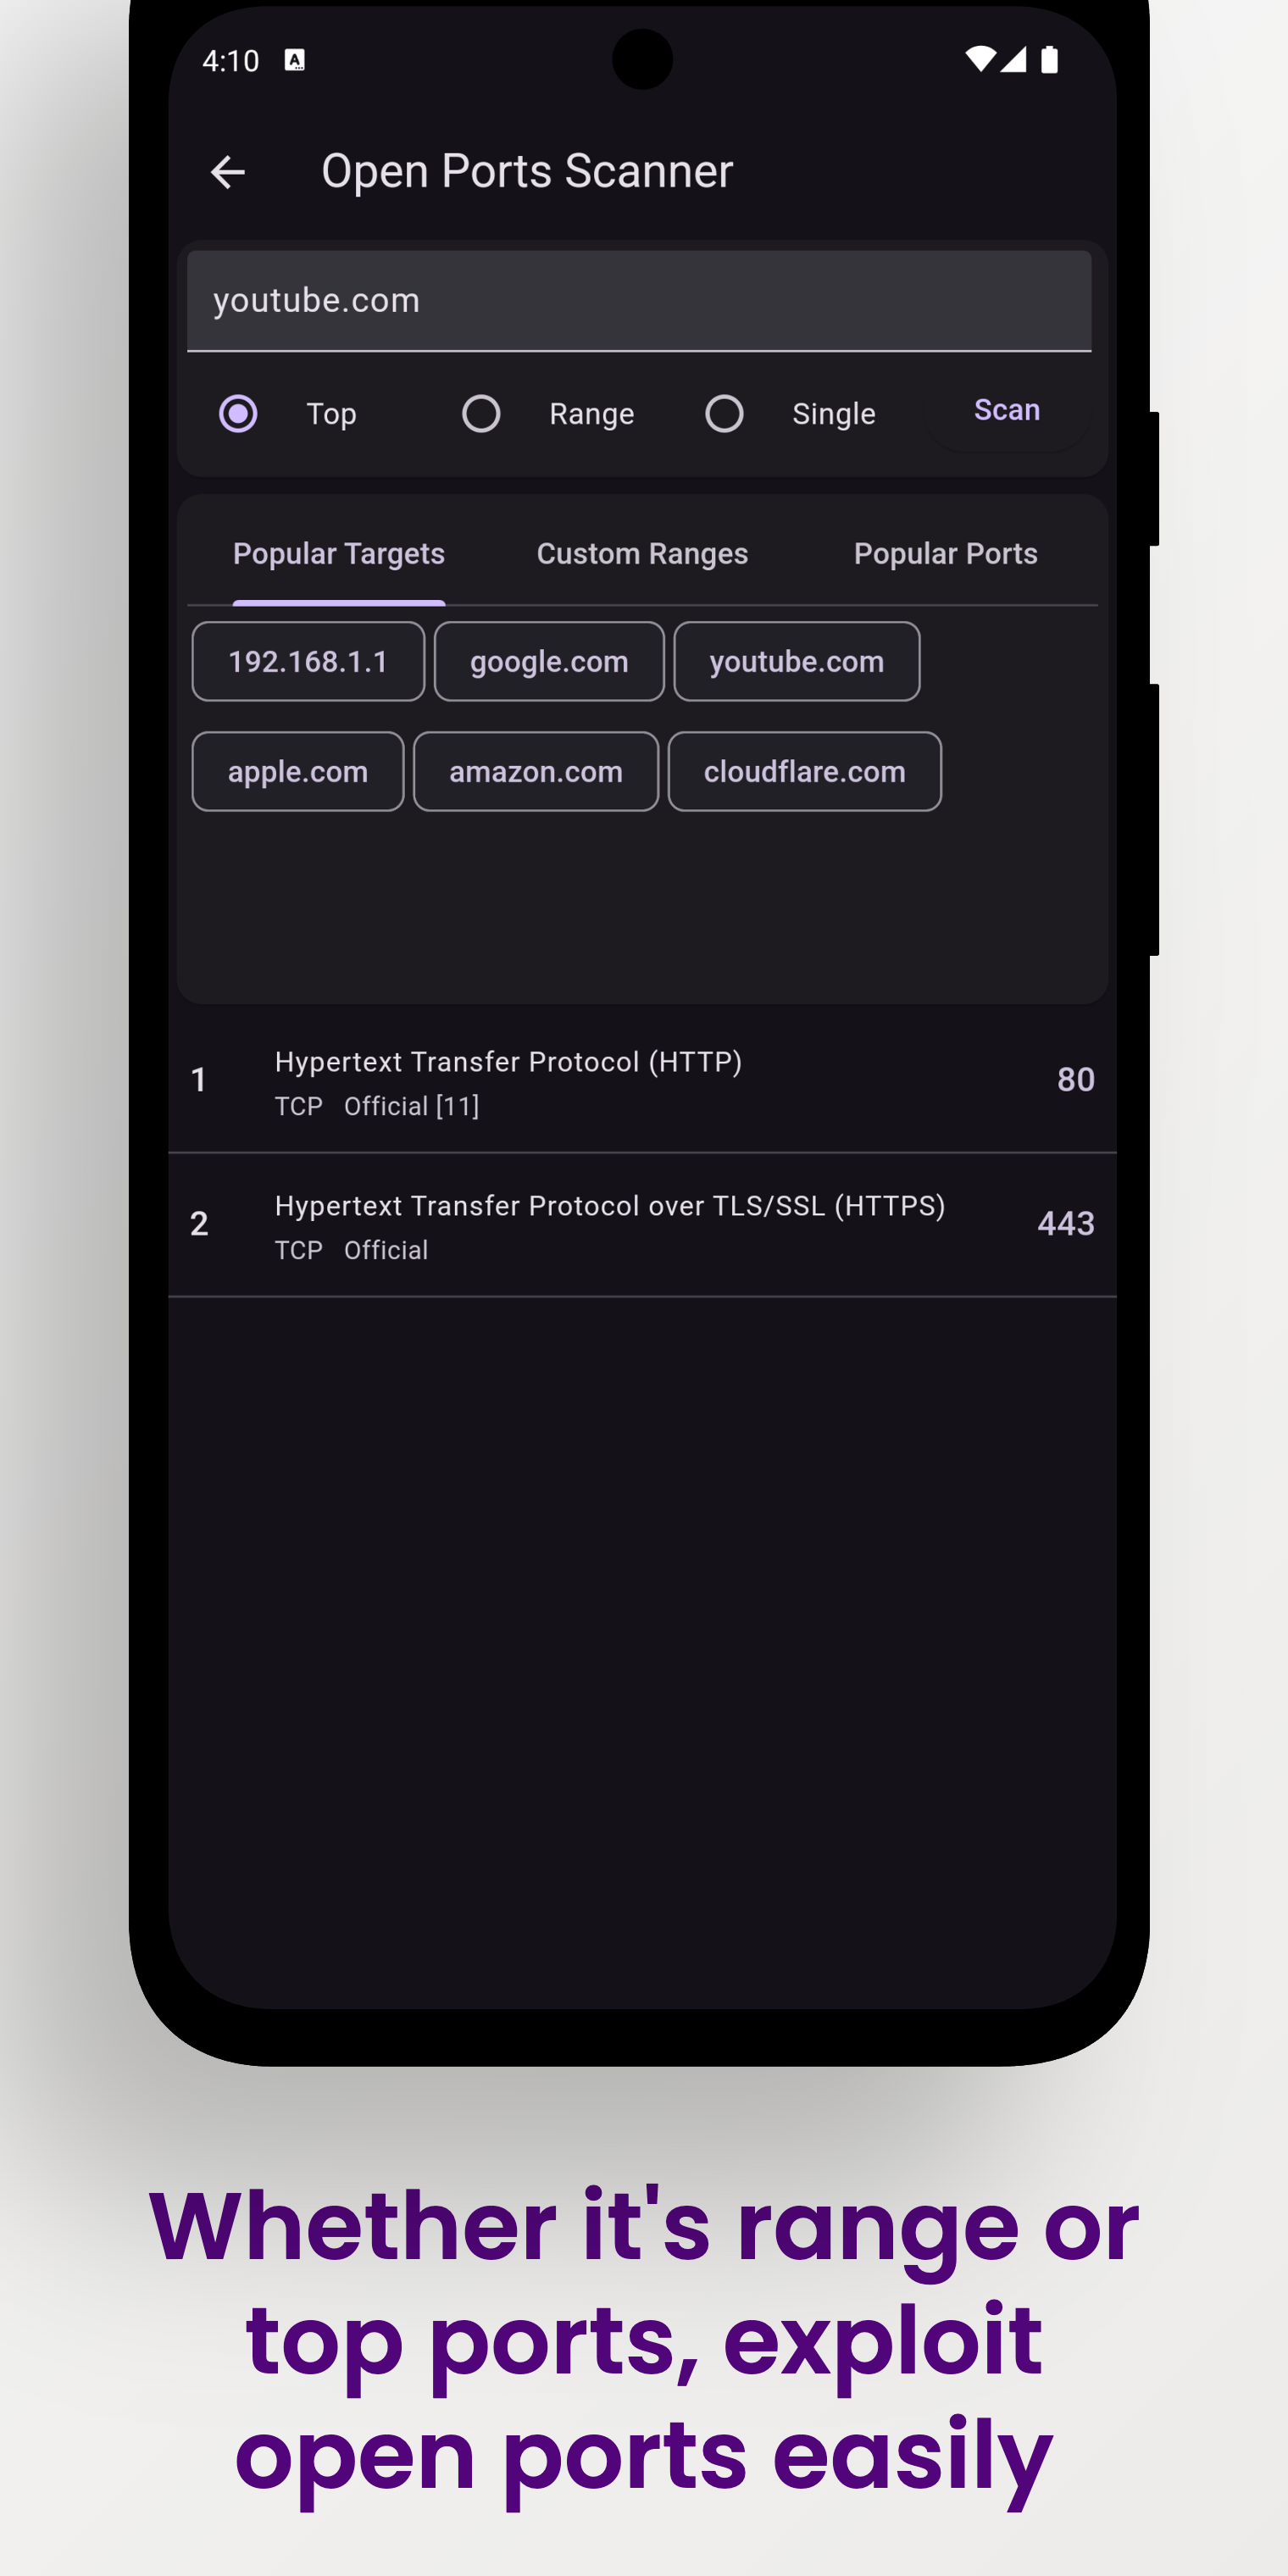 4:10
Open Ports Scanner
youtube.com
Top Range Single Scan
Popular Targets Custom Ranges Popular Ports
192.168.1.1 google.com youtube.com
apple.com amazon.com cloudflare.com
1 Hypertext Transfer Protocol (HTTP) 80
TCP Official [11]
2 Hypertext Transfer Protocol over TLS/SSL (HTTPS) 443
TCP Official
Whether it's range or
top ports, exploit
open ports easily